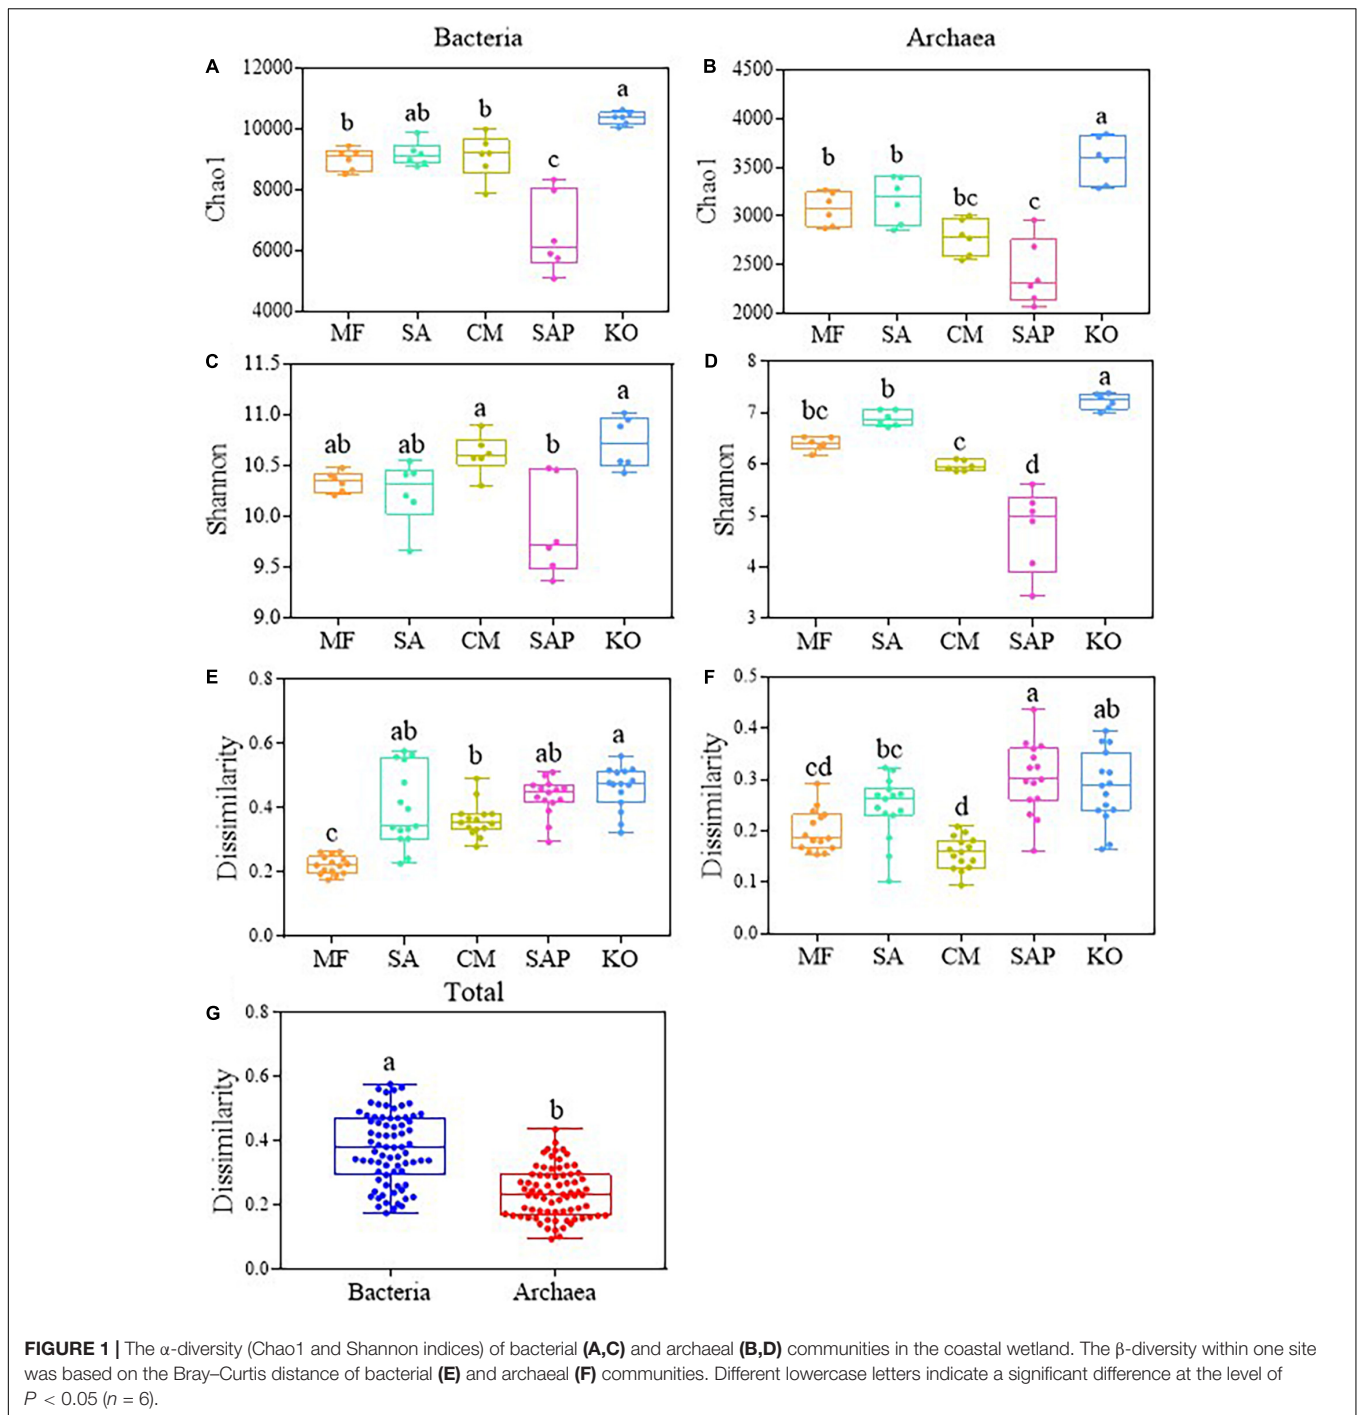 Bacteria
Archaea
A
12000
10000
8000
6000
4000
Chao1
b
ab
b
c
a
MF SA CM SAP KO
B
4500
4000
3500
3000
2500
2000
Chao1
b
b
bc
c
a
MF SA CM SAP KO
C
11.5
11.0
10.5
10.0
9.5
9.0
Shannon
ab
ab
a
b
a
MF SA CM SAP KO
D
8
7
6
5
4
3
Shannon
bc
b
c
d
a
MF SA CM SAP KO
E
0.8
0.6
0.4
0.2
0.0
Dissimilarity
c
ab
b
ab
a
MF SA CM SAP KO
F
0.5
0.4
0.3
0.2
0.1
0.0
Dissimilarity
cd
bc
d
a
ab
MF SA CM SAP KO
Total
G
0.8
0.6
0.4
0.2
0.0
Dissimilarity
a
b
Bacteria Archaea
FIGURE 1 | The α-diversity (Chao1 and Shannon indices) of bacterial (A,C) and archaeal (B,D) communities in the coastal wetland. The β-diversity within one site
was based on the Bray–Curtis distance of bacterial (E) and archaeal (F) communities. Different lowercase letters indicate a significant difference at the level of
P < 0.05 (n = 6).